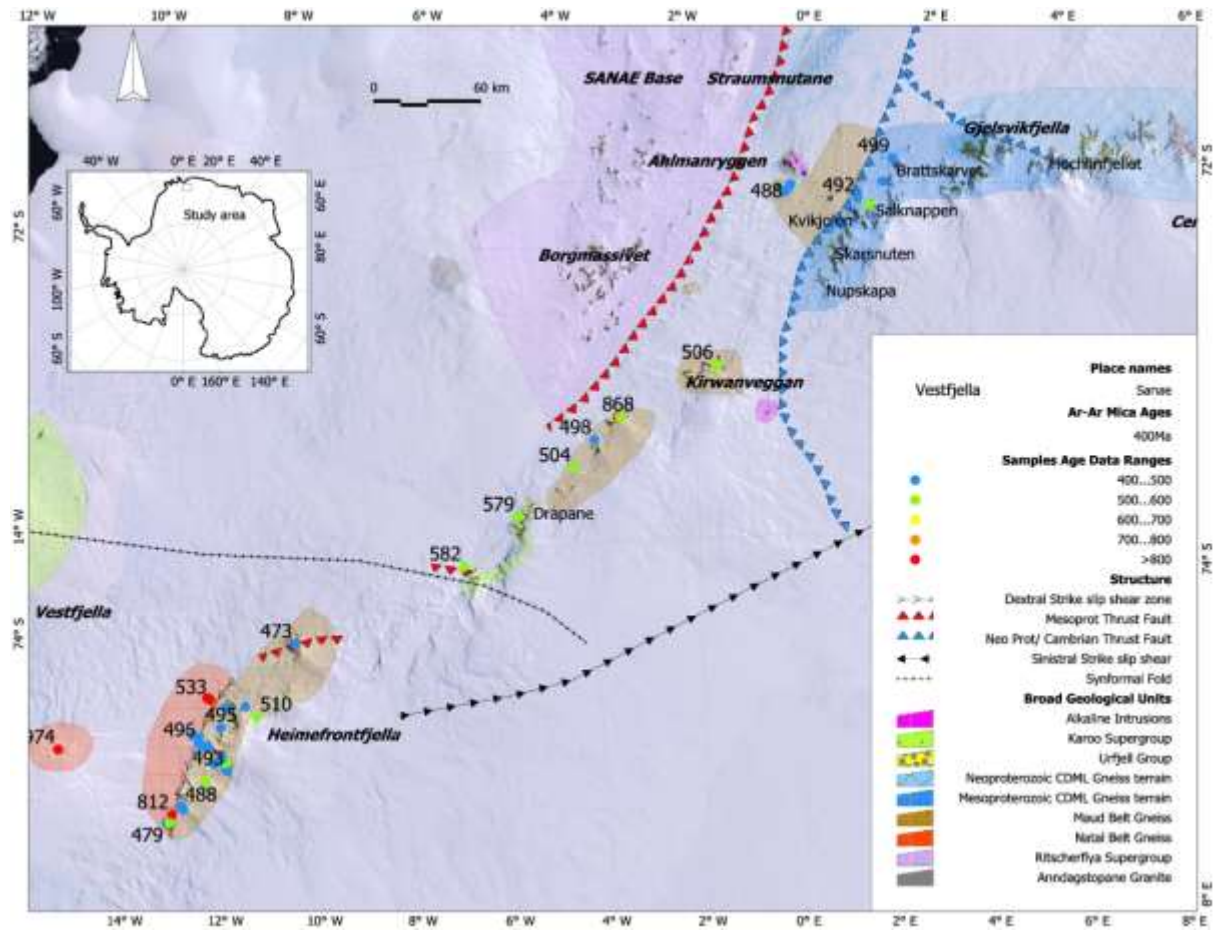 12° W 10° W 8° W 6° W 4° W 2° W 0° E 2° E 4° E 6° E
SANAE Base
Straumsnutane
0 60 km
Gjelsvikfjella
499
Hochlinfjellet
Ahlmanryggen
Brattskarvet
488
492
Salknappen
Kvikjolen
72° S
72° S
40° W 0° E 20° E 40° E
Study area
60° W
60° E
80° E
100° W
60° S
60° S
0° E 160° E 140° E
Borgmassivet
Skarsnuten
Nupskapa
506
Kirwanveggan
868
498
504
579
Drapane
582
74° S
Vestfjella
74° S
473
533
510
495
Heimefrontfjella
496
974
493
488
812
479
Place names
Vestfjella Sanae
Ar-Ar Mica Ages
400Ma
Samples Age Data Ranges
400...500
500...600
600...700
700...800
>800
Structure
Dextral Strike slip shear zone
Mesoprot Thrust Fault
Neo Prot/ Cambrian Thrust Fault
Sinistral Strike slip shear
Synformal Fold
Broad Geological Units
Alkaline Intrusions
Karoo Supergroup
Urfjell Group
Neoproterozoic CDML Gneiss terrain
Mesoproterozoic CDML Gneiss terrain
Maud Belt Gneiss
Natal Belt Gneiss
Ritscherflya Supergroup
Anndagstopane Granite
14° W 12° W 10° W 8° W 6° W 4° W 2° W 0° E 2° E 4° E 6° E 8° E